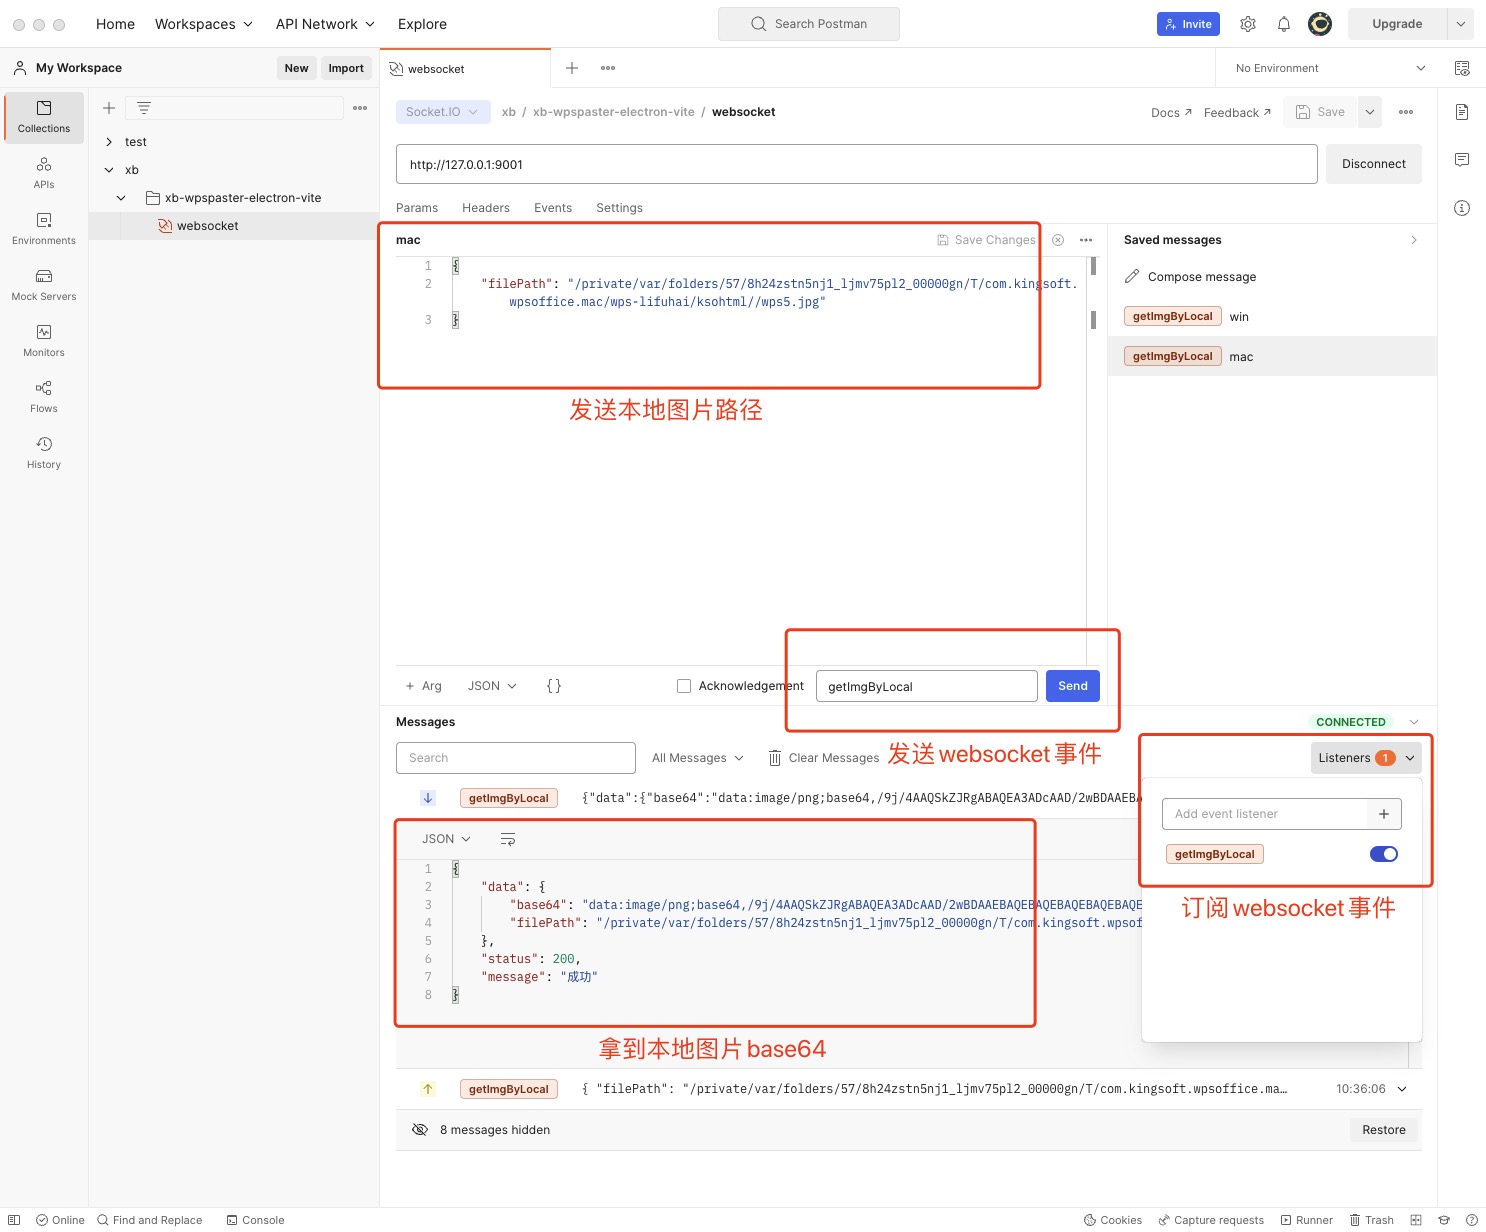 Home Workspaces API Network Explore Search Postman Invite Upgrade
My Workspace New Import websocket No Environment
Collections
APIs
Environments
Mock Servers
Monitors
Flows
History
test
xb
xb-wpspaster-electron-vite
websocket
Socket.IO xb / xb-wpspaster-electron-vite / websocket Docs ↗ Feedback ↗ Save
http://127.0.0.1:9001 Disconnect
Params Headers Events Settings
mac Save Changes
1 {
2 "filePath": "/private/var/folders/57/8h24zstn5nj1_ljmv75pl2_00000gn/T/com.kingsoft.
wpsoffice.mac/wps-lifuhai/ksohtml//wps5.jpg"
3 }
发送本地图片路径
Saved messages
Compose message
getImgByLocal win
getImgByLocal mac
+ Arg JSON {} Acknowledgement getImgByLocal Send
Messages CONNECTED
Search All Messages Clear Messages 发送websocket事件 Listeners 1
getImgByLocal {"data":{"base64":"data:image/png;base64,/9j/4AAQSkZJRgABAQEA3ADcAAD/2wBDAAEBA
Add event listener +
getImgByLocal
订阅websocket事件
JSON
1 {
2 "data": {
3 "base64": "data:image/png;base64,/9j/4AAQSkZJRgABAQEA3ADcAAD/2wBDAAEBAQEBAQEBAQEBAQEBAQE
4 "filePath": "/private/var/folders/57/8h24zstn5nj1_ljmv75pl2_00000gn/T/com.kingsoft.wpsof
5 },
6 "status": 200,
7 "message": "成功"
8 }
拿到本地图片base64
getImgByLocal { "filePath": "/private/var/folders/57/8h24zstn5nj1_ljmv75pl2_00000gn/T/com.kingsoft.wpsoffice.ma… 10:36:06
8 messages hidden Restore
Online Find and Replace Console Cookies Capture requests Runner Trash